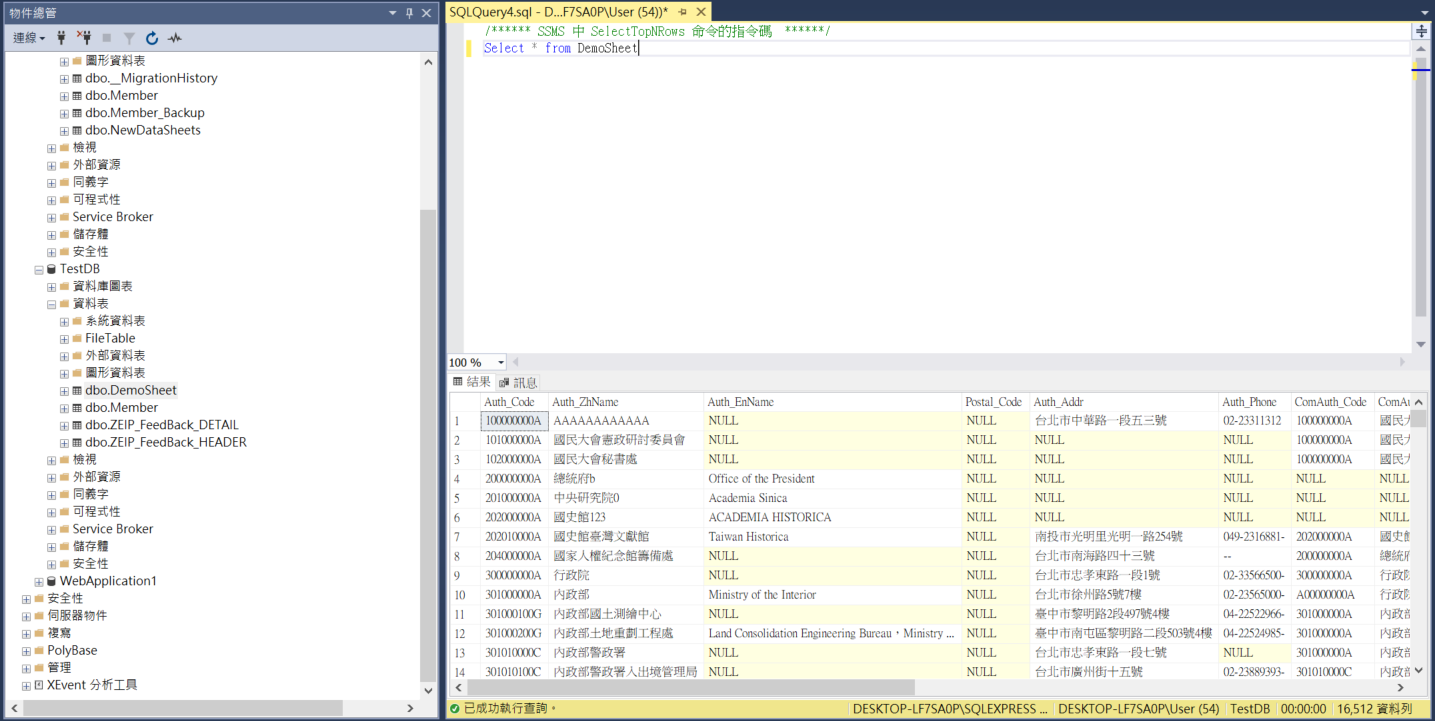 物件總管
連線
圖形資料表
dbo.__MigrationHistory
dbo.Member
dbo.Member_Backup
dbo.NewDataSheets
檢視
外部資源
同義字
可程式性
Service Broker
儲存體
安全性
TestDB
資料庫圖表
資料表
系統資料表
FileTable
外部資料表
圖形資料表
dbo.DemoSheet
dbo.Member
dbo.ZEIP_FeedBack_DETAIL
dbo.ZEIP_FeedBack_HEADER
檢視
外部資源
同義字
可程式性
Service Broker
儲存體
安全性
WebApplication1
安全性
伺服器物件
複寫
PolyBase
管理
XEvent 分析工具
SQLQuery4.sql - D...F7SA0P\User (54))*
/****** SSMS 中 SelectTopNRows 命令的指令碼 ******/
Select * from DemoSheet
100 %
結果 訊息
Auth_Code Auth_ZhName Auth_EnName Postal_Code Auth_Addr Auth_Phone ComAuth_Code ComAu
1 100000000A AAAAAAAAAAAA NULL NULL 台北市中華路一段五三號 02-23311312 100000000A 國民大
2 101000000A 國民大會憲政研討委員會 NULL NULL NULL NULL 100000000A 國民大
3 102000000A 國民大會秘書處 NULL NULL NULL NULL 100000000A 國民大
4 200000000A 總統府b Office of the President NULL NULL NULL NULL NULL
5 201000000A 中央研究院0 Academia Sinica NULL NULL NULL NULL NULL
6 202000000A 國史館123 ACADEMIA HISTORICA NULL NULL NULL NULL NULL
7 202010000A 國史館臺灣文獻館 Taiwan Historica NULL 南投市光明里光明一路254號 049-2316881- 202000000A 國史館
8 204000000A 國家人權紀念館籌備處 NULL NULL 台北市南海路四十三號 -- 200000000A 總統府
9 300000000A 行政院 NULL NULL 台北市忠孝東路一段1號 02-33566500- 300000000A 行政院
10 301000000A 內政部 Ministry of the Interior NULL 台北市徐州路5號7樓 02-23565000- A00000000A 行政院
11 301000100G 內政部國土測繪中心 NULL NULL 臺中市黎明路2段497號4樓 04-22522966- 301000000A 內政部
12 301000200G 內政部土地重劃工程處 Land Consolidation Engineering Bureau，Ministry ... NULL 臺中市南屯區黎明路二段503號4樓 04-22524985- 301000000A 內政部
13 301010000C 內政部警政署 NULL NULL 台北市忠孝東路一段七號 NULL 301000000A 內政部
14 301010100C 內政部警政署入出境管理局 NULL NULL 台北市廣州街十五號 02-23889393- 301010000C 內政部
已成功執行查詢。 DESKTOP-LF7SA0P\SQLEXPRESS ... DESKTOP-LF7SA0P\User (54) TestDB 00:00:00 16,512 資料列